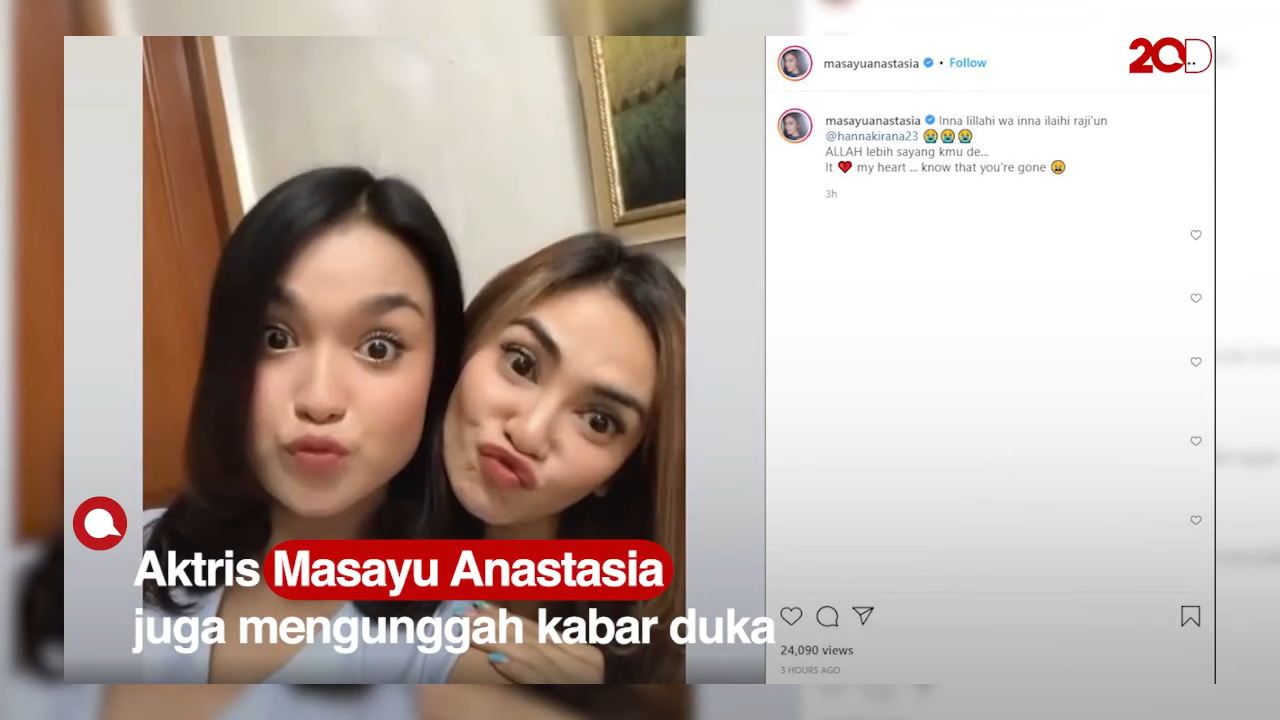 20D
masayuanastasia • Follow
masayuanastasia Inna lillahi wa inna ilaihi raji'un
@hannakirana23 😭😭😭
ALLAH lebih sayang kmu de...
It 💔 my heart ... know that you're gone 😩
3h
Aktris Masayu Anastasia
juga mengunggah kabar duka
24,090 views
3 HOURS AGO